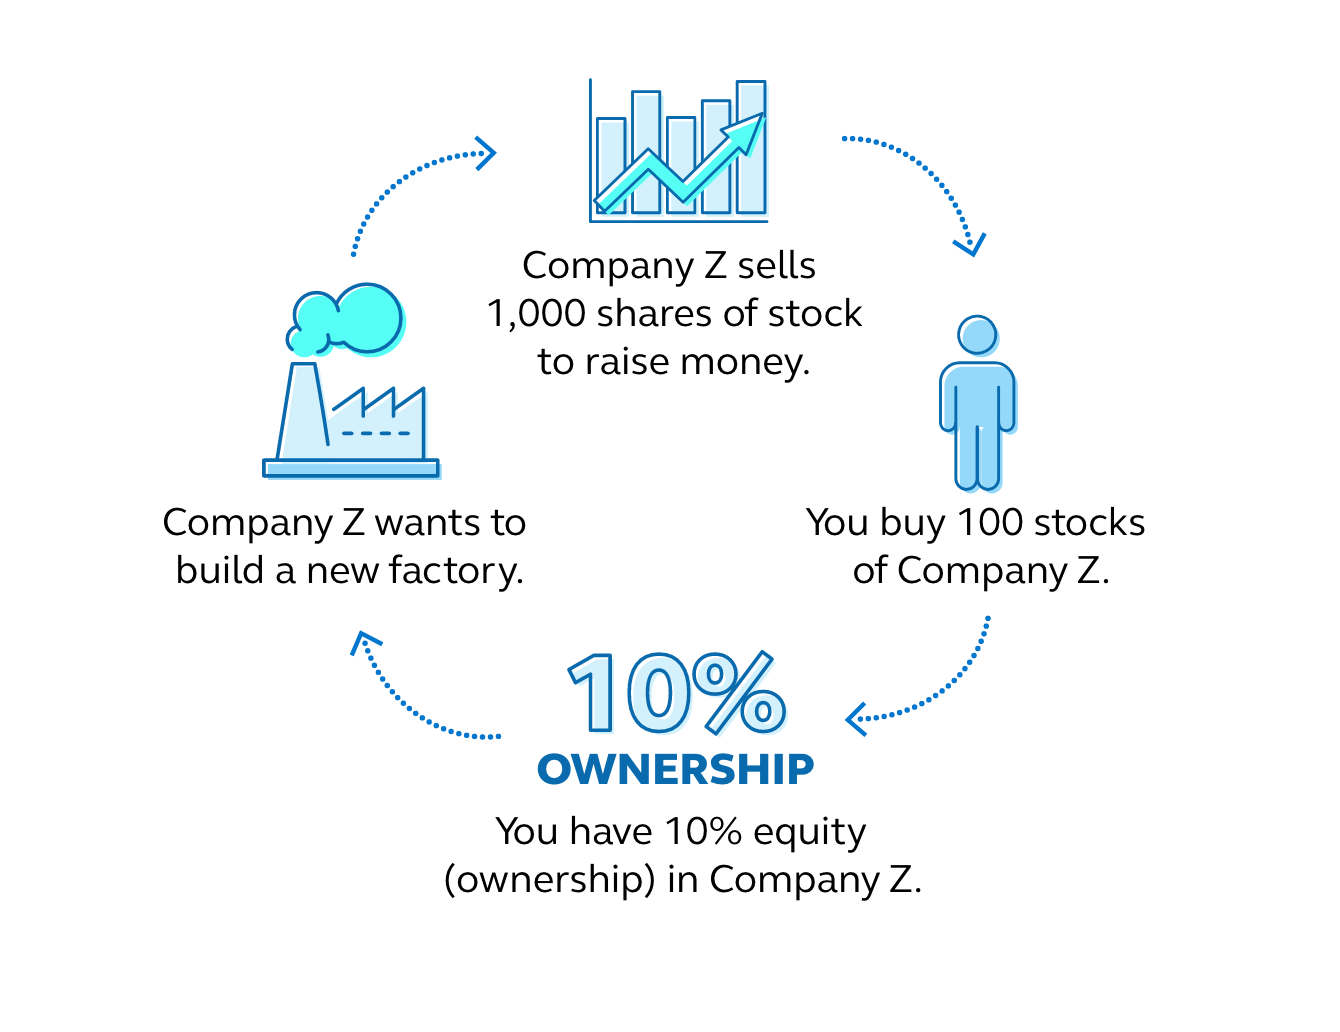 Company Z sells
1,000 shares of stock
to raise money.
Company Z wants to
build a new factory.
You buy 100 stocks
of Company Z.
10%
OWNERSHIP
You have 10% equity
(ownership) in Company Z.